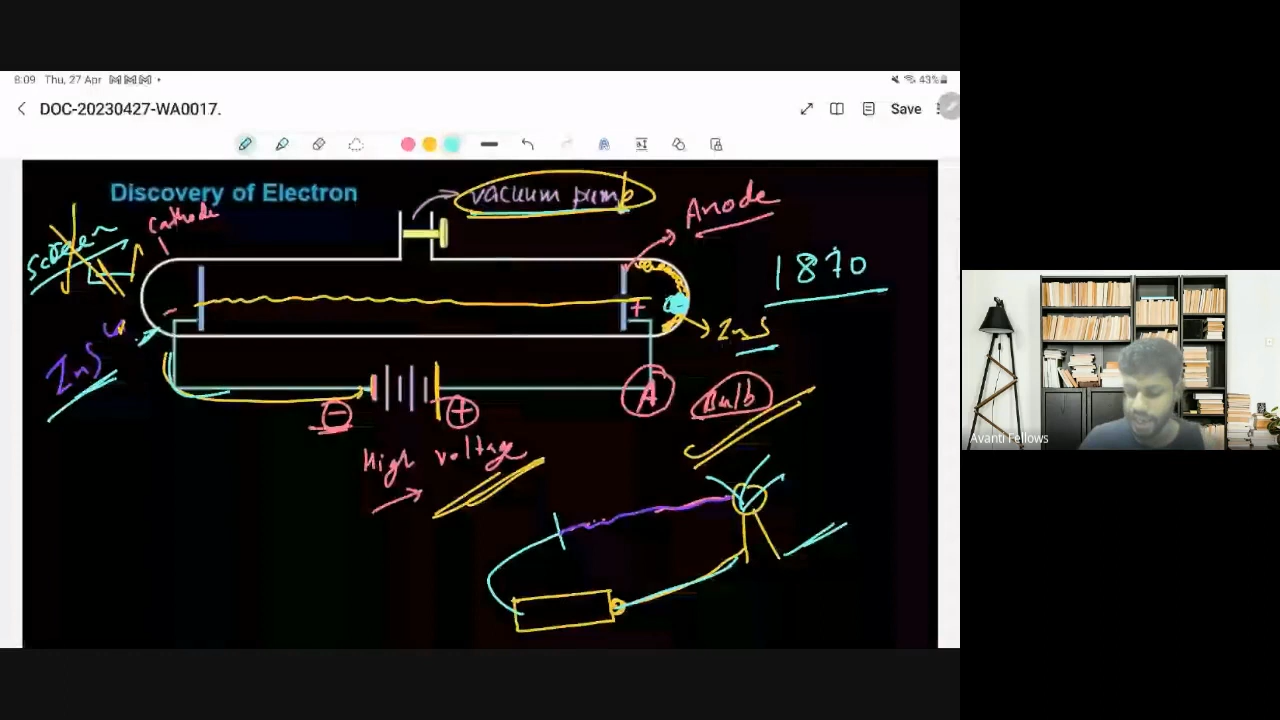 8:09 Thu, 27 Apr
43%
DOC-20230427-WA0017.
Save
Discovery of Electron
vacuum pump
Anode
Cathode
Screen
1870
-
+
ZnS
ZnS
A
Bulb
- +
High voltage
Avanti Fellows